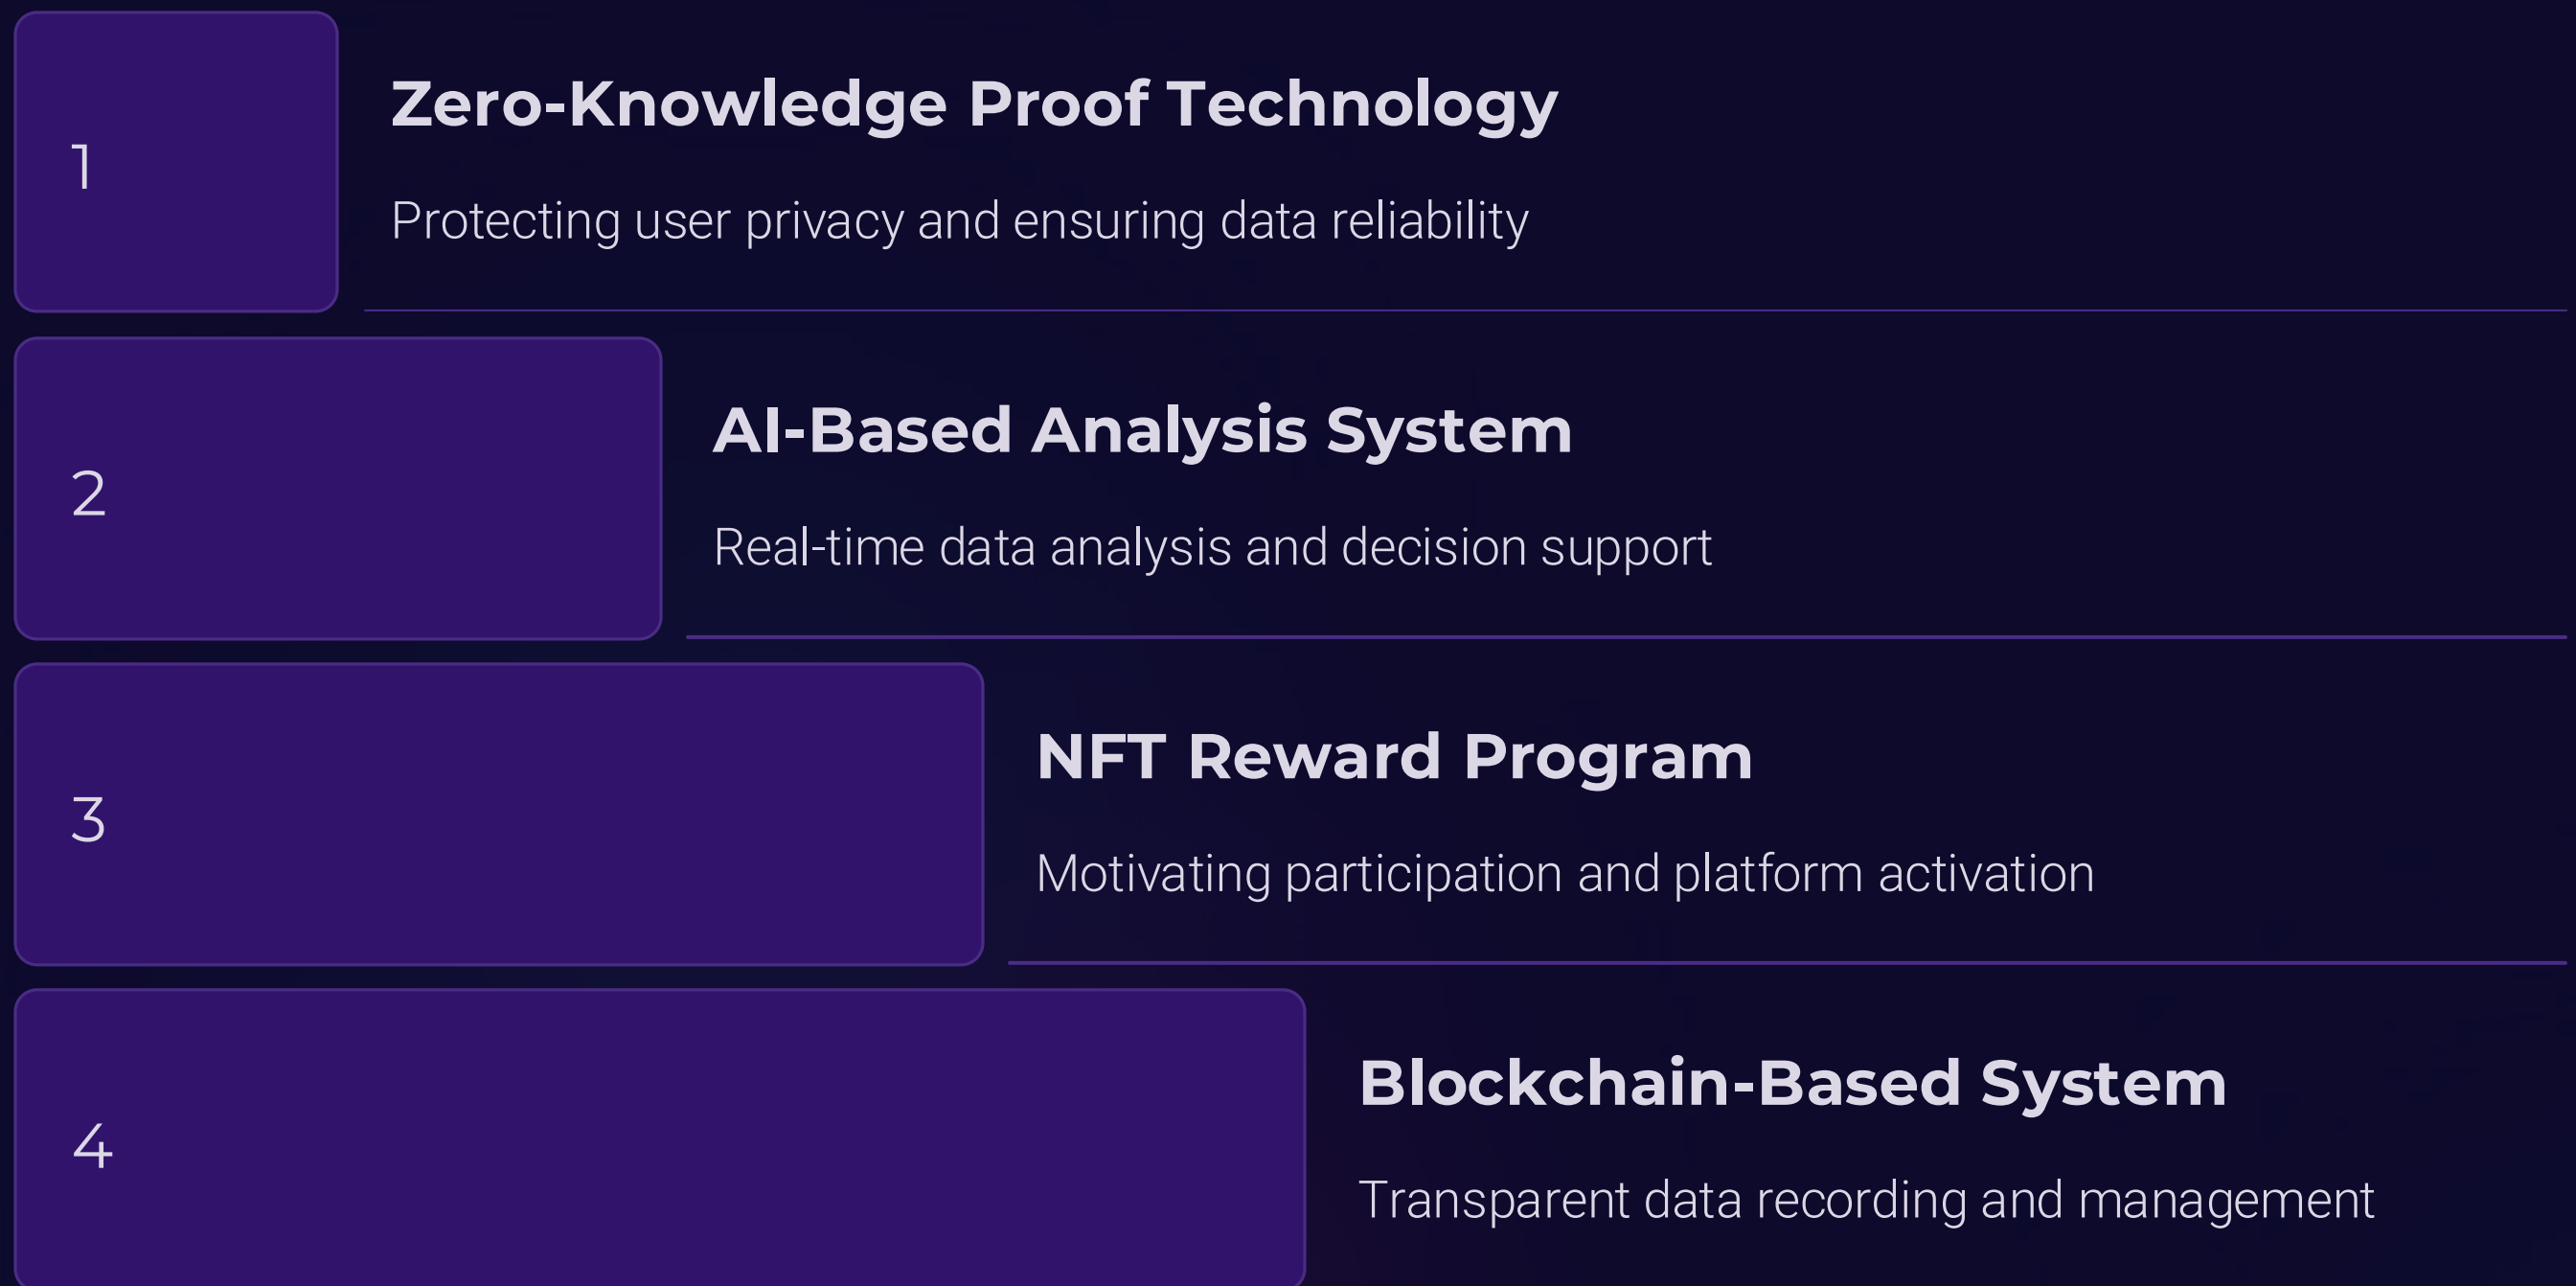 1
Zero-Knowledge Proof Technology
Protecting user privacy and ensuring data reliability
2
AI-Based Analysis System
Real-time data analysis and decision support
3
NFT Reward Program
Motivating participation and platform activation
4
Blockchain-Based System
Transparent data recording and management